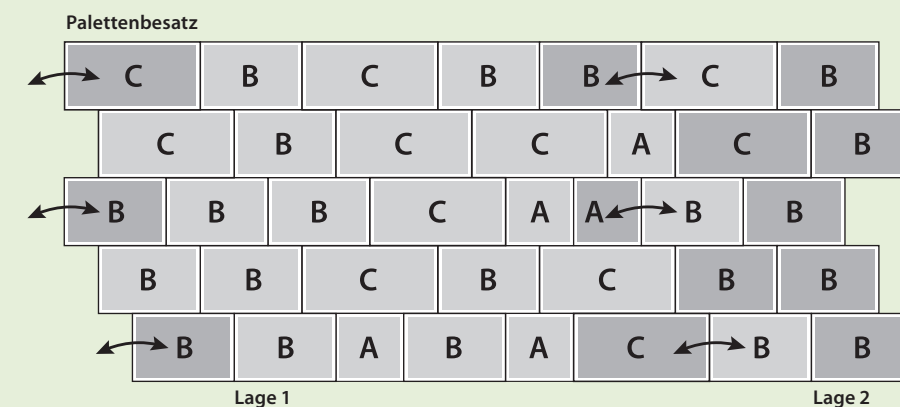 Palettenbesatz
C B C B B C B
C B C C A C B
B B B C A A B B
B B C B C B B
B B A B A C B B
Lage 1 Lage 2